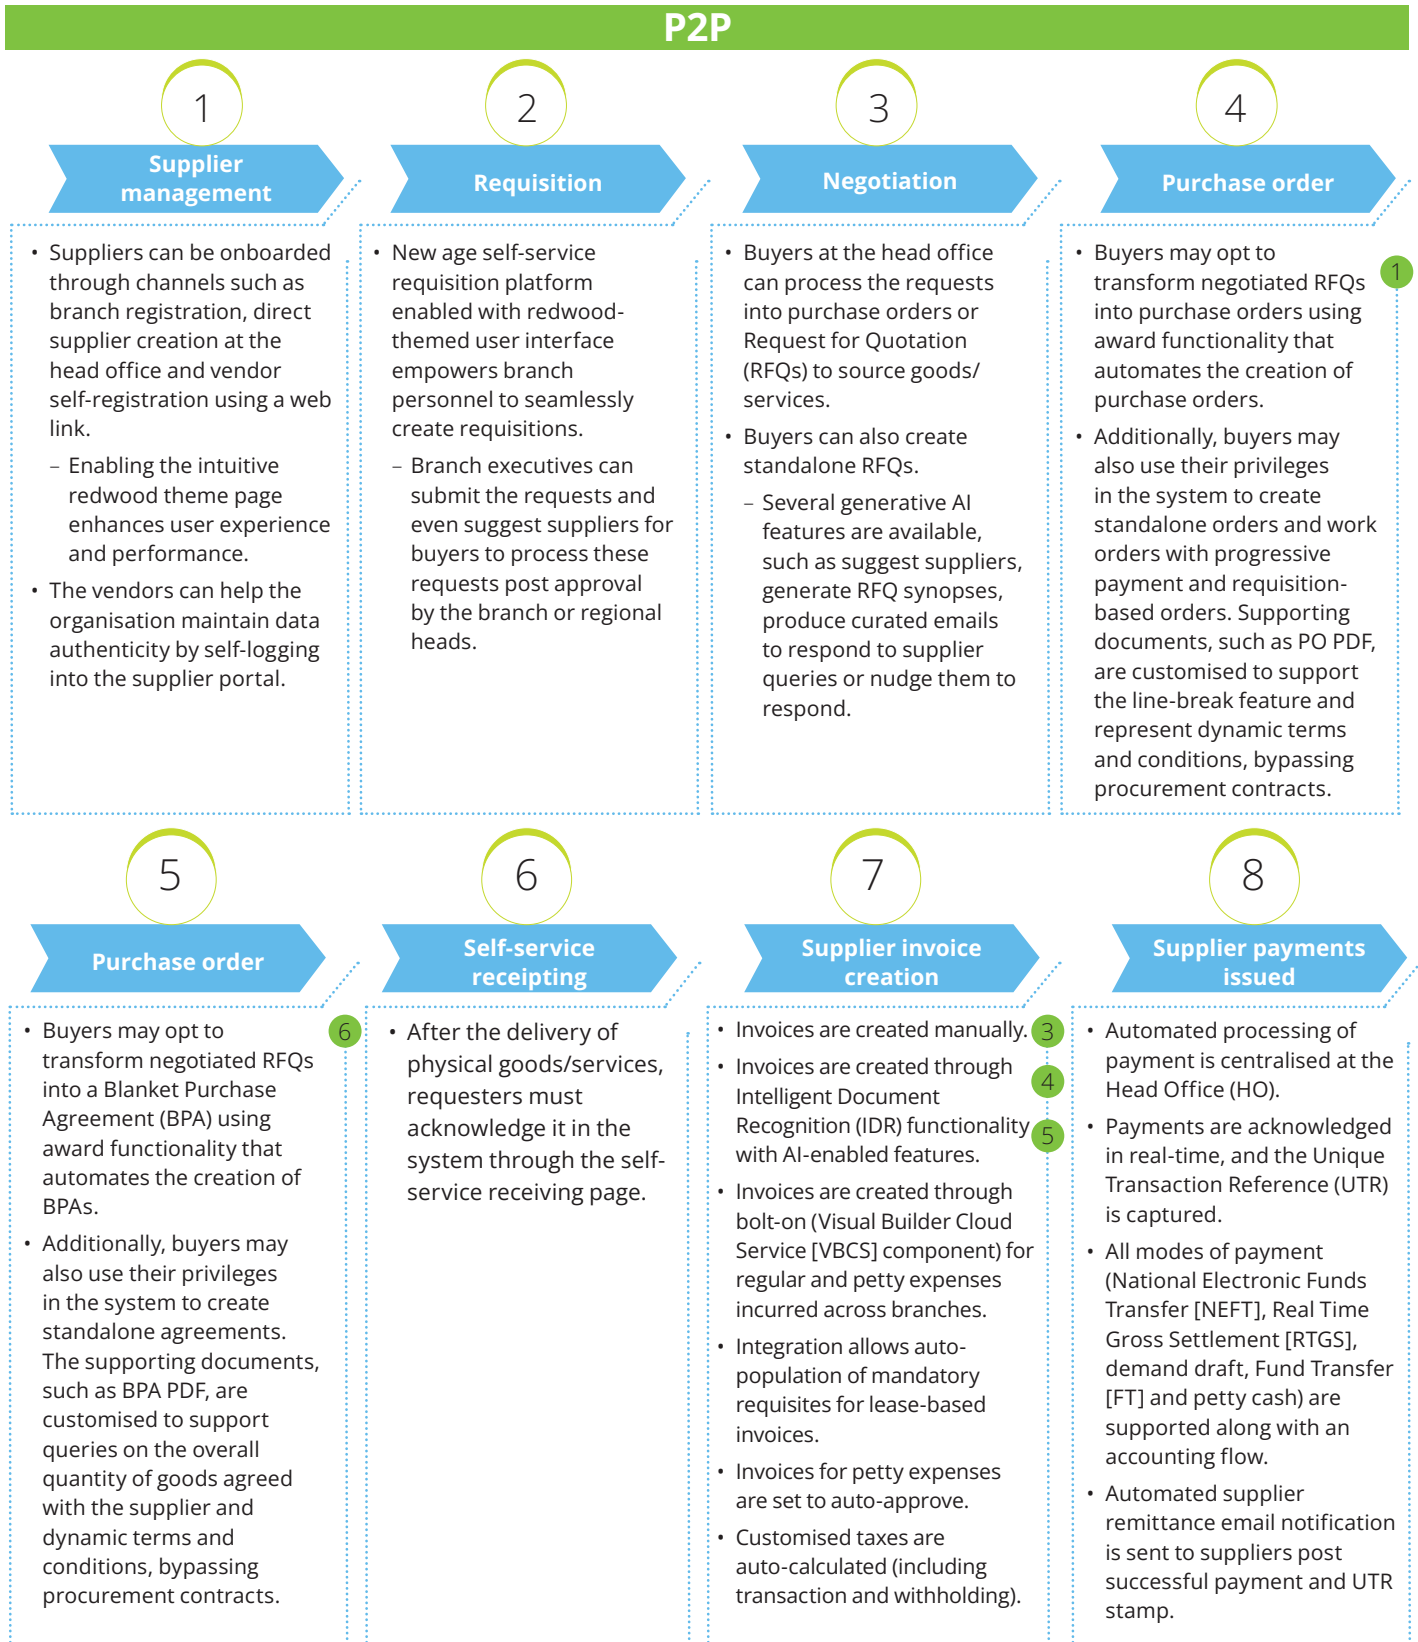 P2P
1
Supplier
management
• Suppliers can be onboarded
through channels such as
branch registration, direct
supplier creation at the
head office and vendor
self-registration using a web
link.
– Enabling the intuitive
redwood theme page
enhances user experience
and performance.
• The vendors can help the
organisation maintain data
authenticity by self-logging
into the supplier portal.
2
Requisition
• New age self-service
requisition platform
enabled with redwood-
themed user interface
empowers branch
personnel to seamlessly
create requisitions.
– Branch executives can
submit the requests and
even suggest suppliers for
buyers to process these
requests post approval
by the branch or regional
heads.
3
Negotiation
• Buyers at the head office
can process the requests
into purchase orders or
Request for Quotation
(RFQs) to source goods/
services.
• Buyers can also create
standalone RFQs.
– Several generative AI
features are available,
such as suggest suppliers,
generate RFQ synopses,
produce curated emails
to respond to supplier
queries or nudge them to
respond.
4
Purchase order
• Buyers may opt to
transform negotiated RFQs
into purchase orders using
award functionality that
automates the creation of
purchase orders.
• Additionally, buyers may
also use their privileges
in the system to create
standalone orders and work
orders with progressive
payment and requisition-
based orders. Supporting
documents, such as PO PDF,
are customised to support
the line-break feature and
represent dynamic terms
and conditions, bypassing
procurement contracts.
1
5
Purchase order
• Buyers may opt to
transform negotiated RFQs
into a Blanket Purchase
Agreement (BPA) using
award functionality that
automates the creation of
BPAs.
• Additionally, buyers may
also use their privileges
in the system to create
standalone agreements.
The supporting documents,
such as BPA PDF, are
customised to support
queries on the overall
quantity of goods agreed
with the supplier and
dynamic terms and
conditions, bypassing
procurement contracts.
6
6
Self-service
receipting
• After the delivery of
physical goods/services,
requesters must
acknowledge it in the
system through the self-
service receiving page.
7
Supplier invoice
creation
• Invoices are created manually.
• Invoices are created through
Intelligent Document
Recognition (IDR) functionality
with AI-enabled features.
• Invoices are created through
bolt-on (Visual Builder Cloud
Service [VBCS] component) for
regular and petty expenses
incurred across branches.
• Integration allows auto-
population of mandatory
requisites for lease-based
invoices.
• Invoices for petty expenses
are set to auto-approve.
• Customised taxes are
auto-calculated (including
transaction and withholding).
3
4
5
8
Supplier payments
issued
• Automated processing of
payment is centralised at the
Head Office (HO).
• Payments are acknowledged
in real-time, and the Unique
Transaction Reference (UTR)
is captured.
• All modes of payment
(National Electronic Funds
Transfer [NEFT], Real Time
Gross Settlement [RTGS],
demand draft, Fund Transfer
[FT] and petty cash) are
supported along with an
accounting flow.
• Automated supplier
remittance email notification
is sent to suppliers post
successful payment and UTR
stamp.